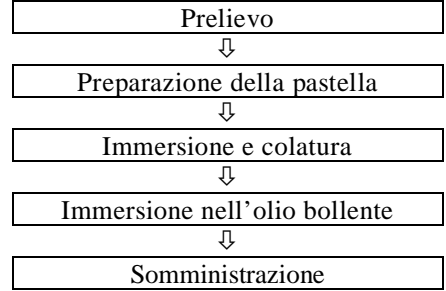 Prelievo
⇩
Preparazione della pastella
⇩
Immersione e colatura
⇩
Immersione nell’olio bollente
⇩
Somministrazione